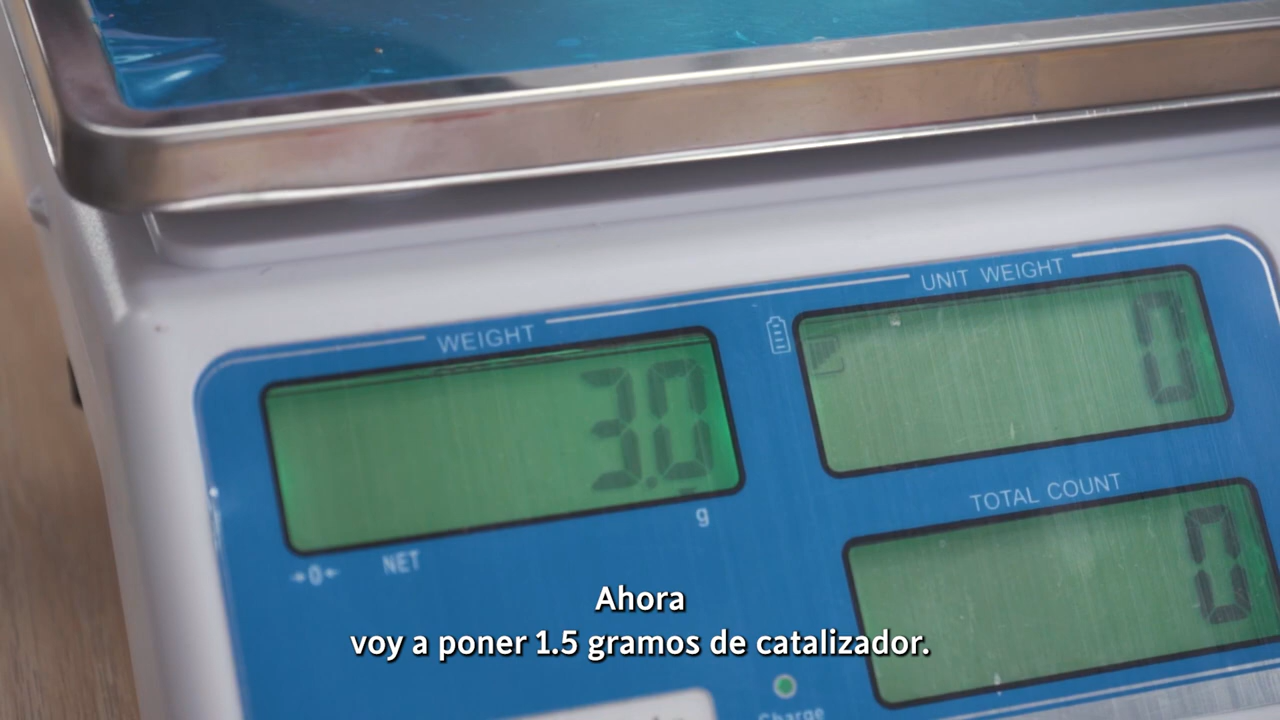 WEIGHT
UNIT WEIGHT
3.0
0
g
TOTAL COUNT
→0← NET
0
Ahora
voy a poner 1.5 gramos de catalizador.
Charge